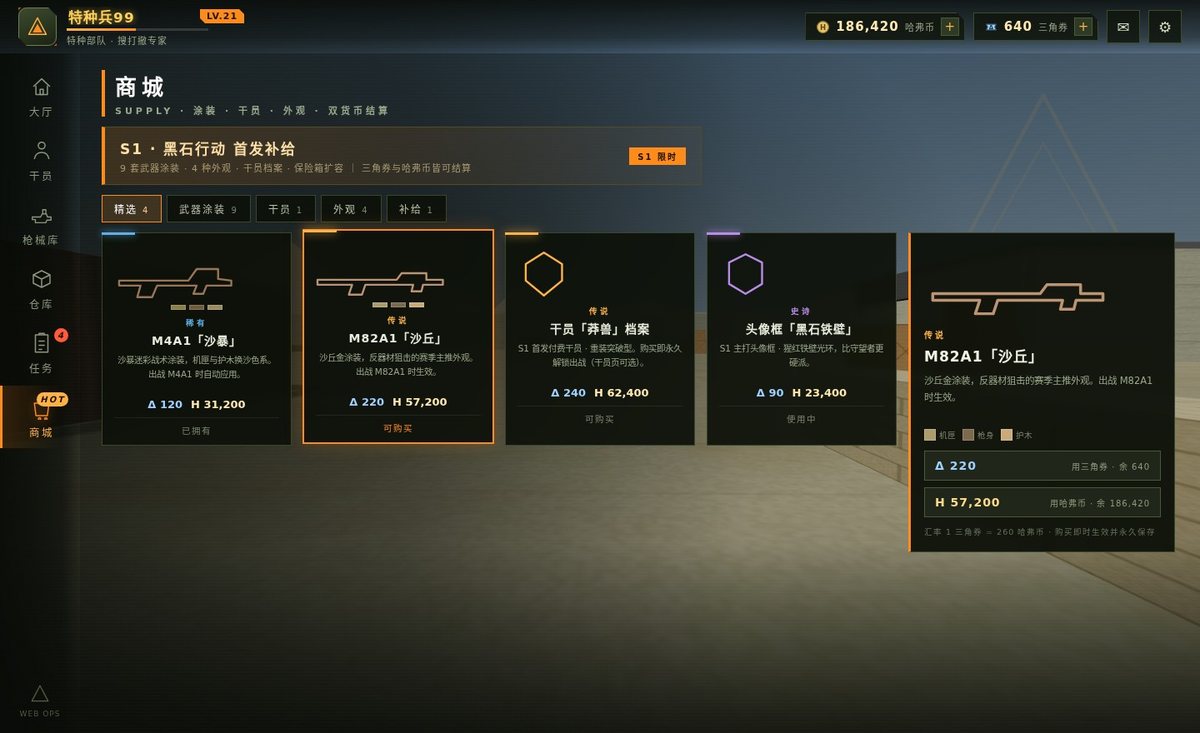 特种兵99
LV.21
特种部队 · 搜打撤专家
H 186,420 哈弗币 +
640 三角券 +
大厅
干员
枪械库
仓库
4
任务
HOT
商城
WEB OPS
商城
SUPPLY · 涂装 · 干员 · 外观 · 双货币结算
S1 · 黑石行动 首发补给
9 套武器涂装 · 4 种外观 · 干员档案 · 保险箱扩容 | 三角券与哈弗币皆可结算
S1 限时
精选 4
武器涂装 9
干员 1
外观 4
补给 1
稀有
M4A1「沙暴」
沙暴迷彩战术涂装，机匣与护木换沙色系。
出战 M4A1 时自动应用。
Δ 120 H 31,200
已拥有
传说
M82A1「沙丘」
沙丘金涂装，反器材狙击的赛季主推外观。
出战 M82A1 时生效。
Δ 220 H 57,200
可购买
传说
干员「莽兽」档案
S1 首发付费干员 · 重装突破型。购买即永久
解锁出战（干员页可选）。
Δ 240 H 62,400
可购买
史诗
头像框「黑石铁壁」
S1 主打头像框 · 猩红铁壁光环，比守望者更
硬派。
Δ 90 H 23,400
使用中
传说
M82A1「沙丘」
沙丘金涂装，反器材狙击的赛季主推外观。出战 M82A1
时生效。
机匣 枪身 护木
Δ 220 用三角券 · 余 640
H 57,200 用哈弗币 · 余 186,420
汇率 1 三角券 = 260 哈弗币 · 购买即时生效并永久保存